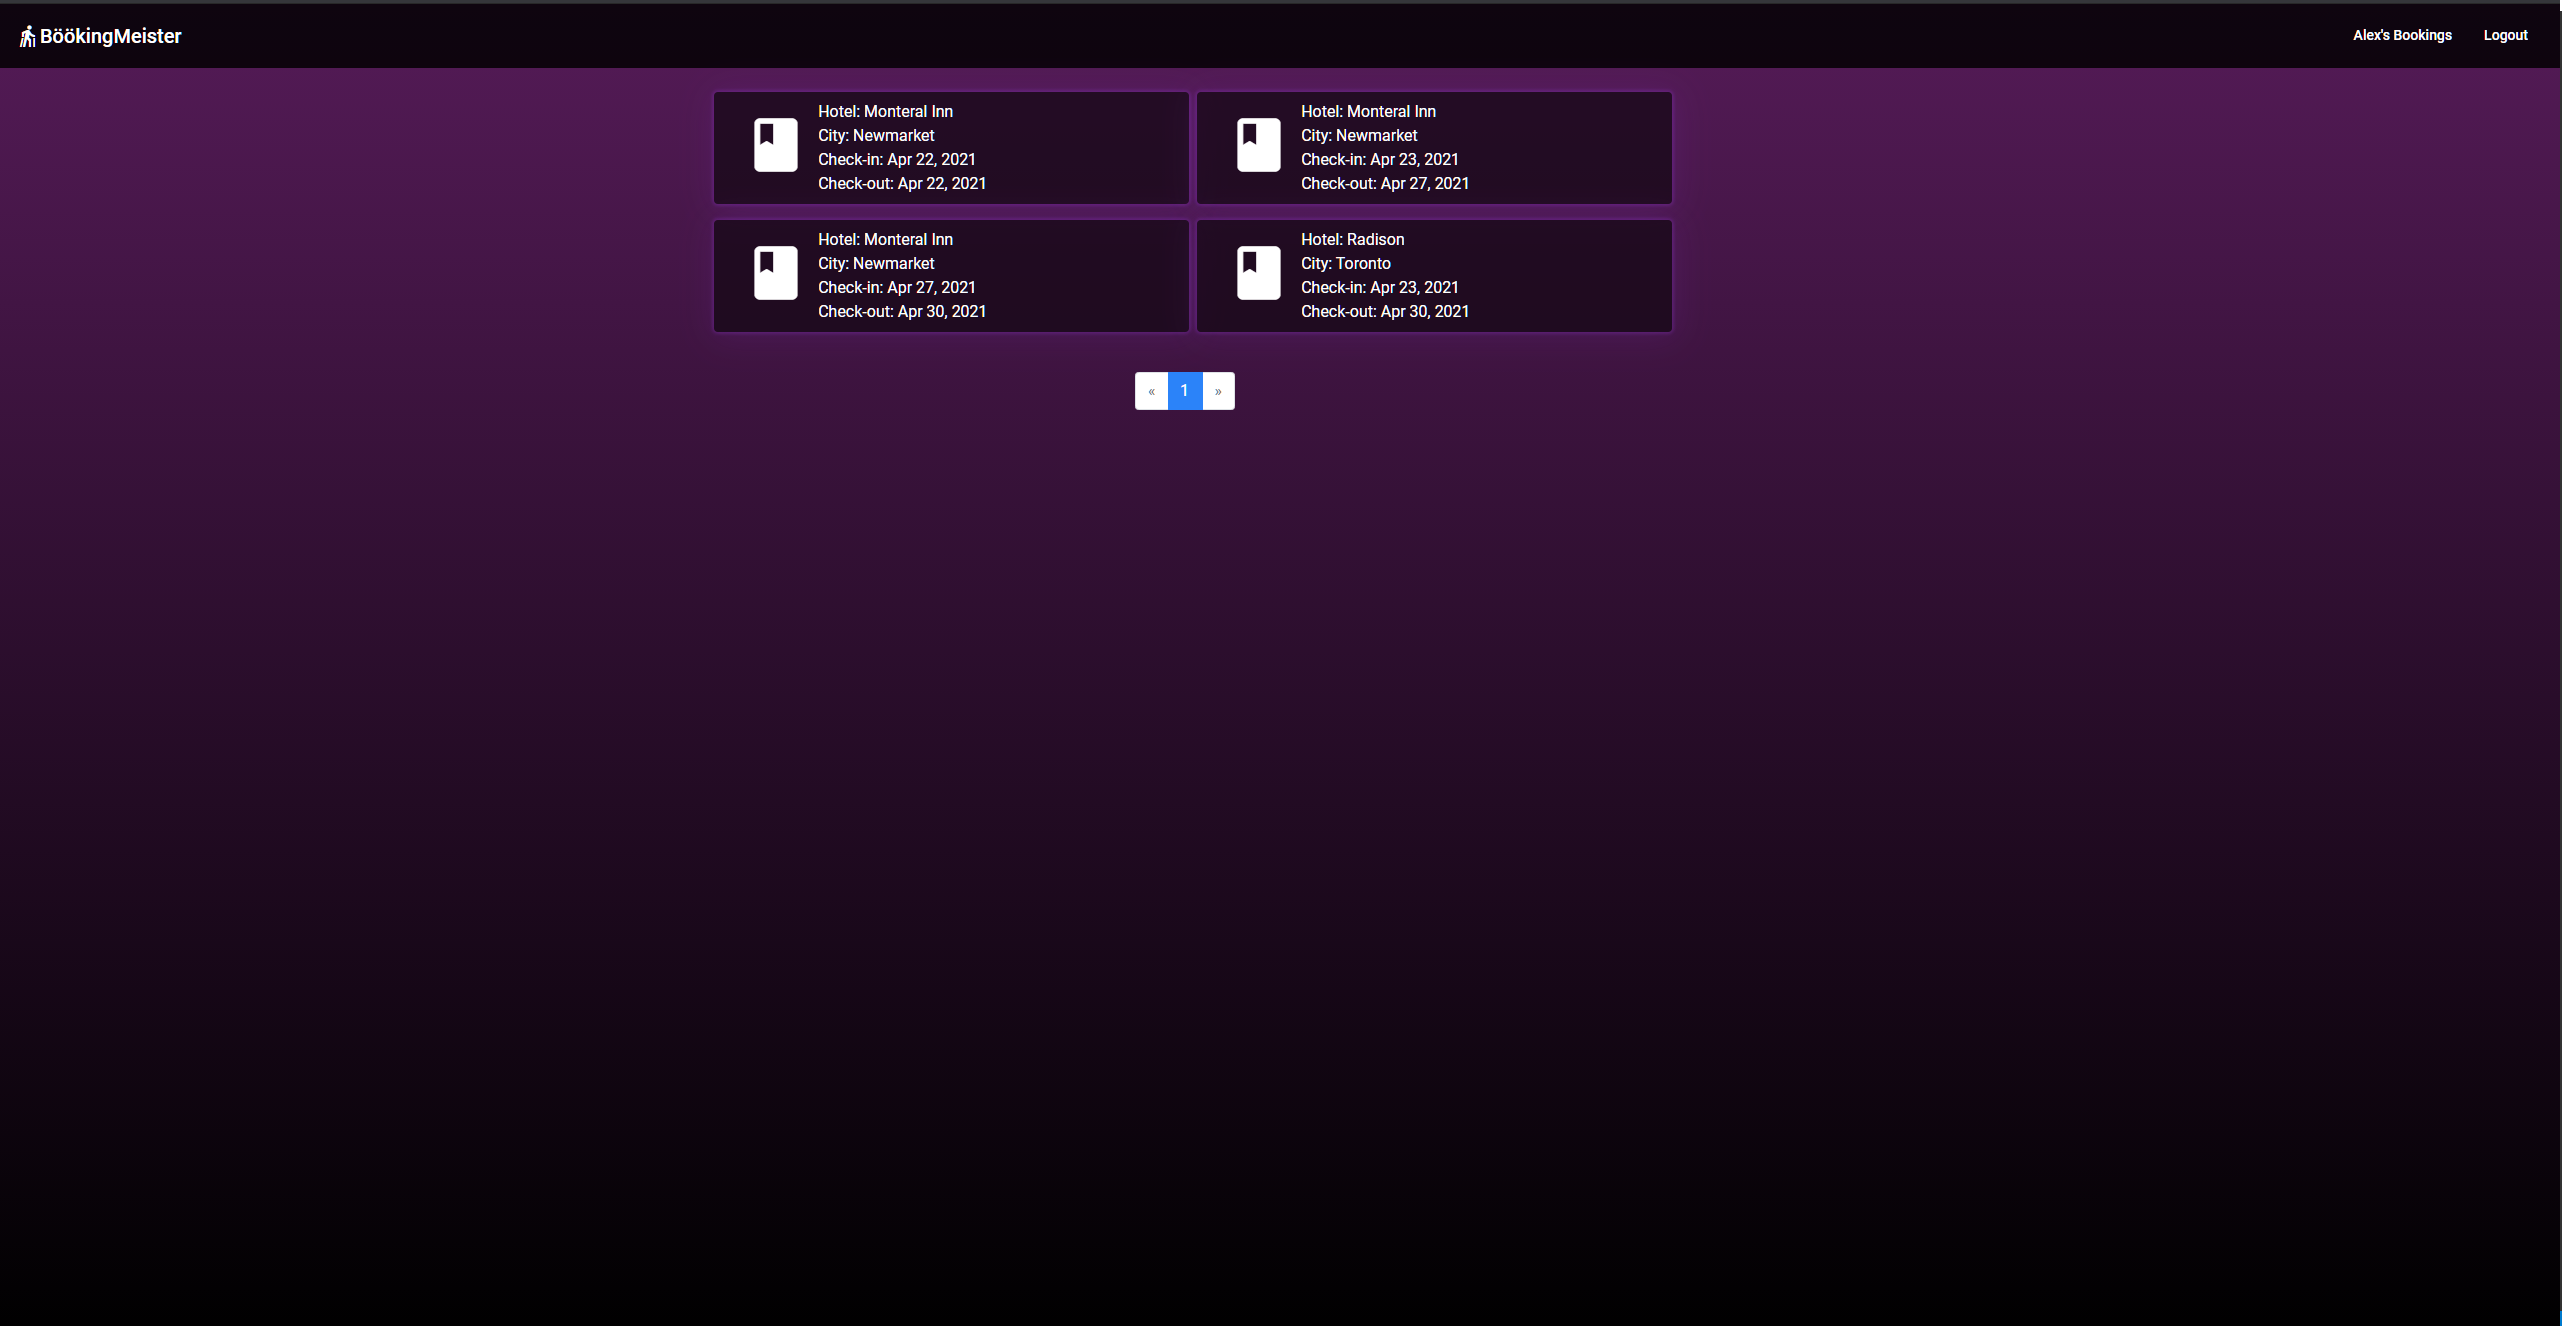 BöökingMeister
Alex's Bookings
Logout
Hotel: Monteral Inn
City: Newmarket
Check-in: Apr 22, 2021
Check-out: Apr 22, 2021
Hotel: Monteral Inn
City: Newmarket
Check-in: Apr 23, 2021
Check-out: Apr 27, 2021
Hotel: Monteral Inn
City: Newmarket
Check-in: Apr 27, 2021
Check-out: Apr 30, 2021
Hotel: Radison
City: Toronto
Check-in: Apr 23, 2021
Check-out: Apr 30, 2021
« 1 »